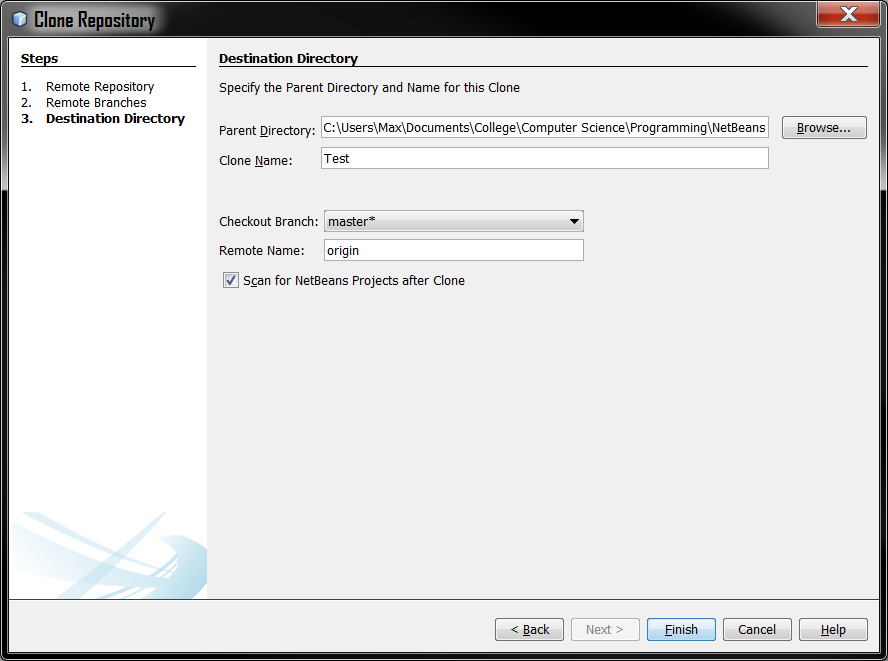 Clone Repository
Steps
1. Remote Repository
2. Remote Branches
3. Destination Directory
Destination Directory
Specify the Parent Directory and Name for this Clone
Parent Directory: C:\Users\Max\Documents\College\Computer Science\Programming\NetBeans Browse...
Clone Name: Test
Checkout Branch: master*
Remote Name: origin
Scan for NetBeans Projects after Clone
< Back Next > Finish Cancel Help